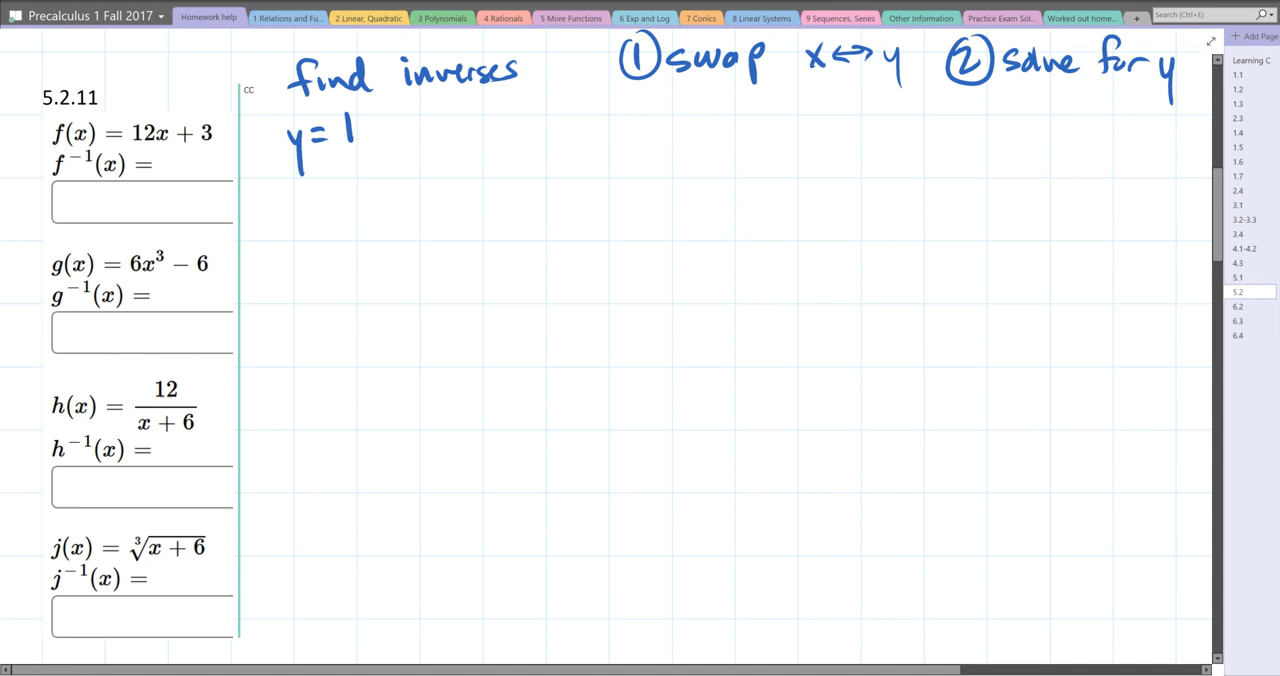 Precalculus 1 Fall 2017
Homework help
1 Relations and Fu...
2 Linear, Quadratic
3 Polynomials
4 Rationals
5 More Functions
6 Exp and Log
7 Conics
8 Linear Systems
9 Sequences, Series
Other Information
Practice Exam Sol...
Worked out home...
+
Search (Ctrl+E)
+ Add Page
find inverses ① swap x↔y ② solve for y
5.2.11
CC
y = 1
f(x) = 12x + 3
f⁻¹(x) =
g(x) = 6x³ − 6
g⁻¹(x) =
h(x) = 12/(x + 6)
h⁻¹(x) =
j(x) = ∛(x + 6)
j⁻¹(x) =
Learning C
1.1
1.2
1.3
2.3
1.4
1.5
1.6
1.7
2.4
3.1
3.2-3.3
3.4
4.1-4.2
4.3
5.1
5.2
6.2
6.3
6.4